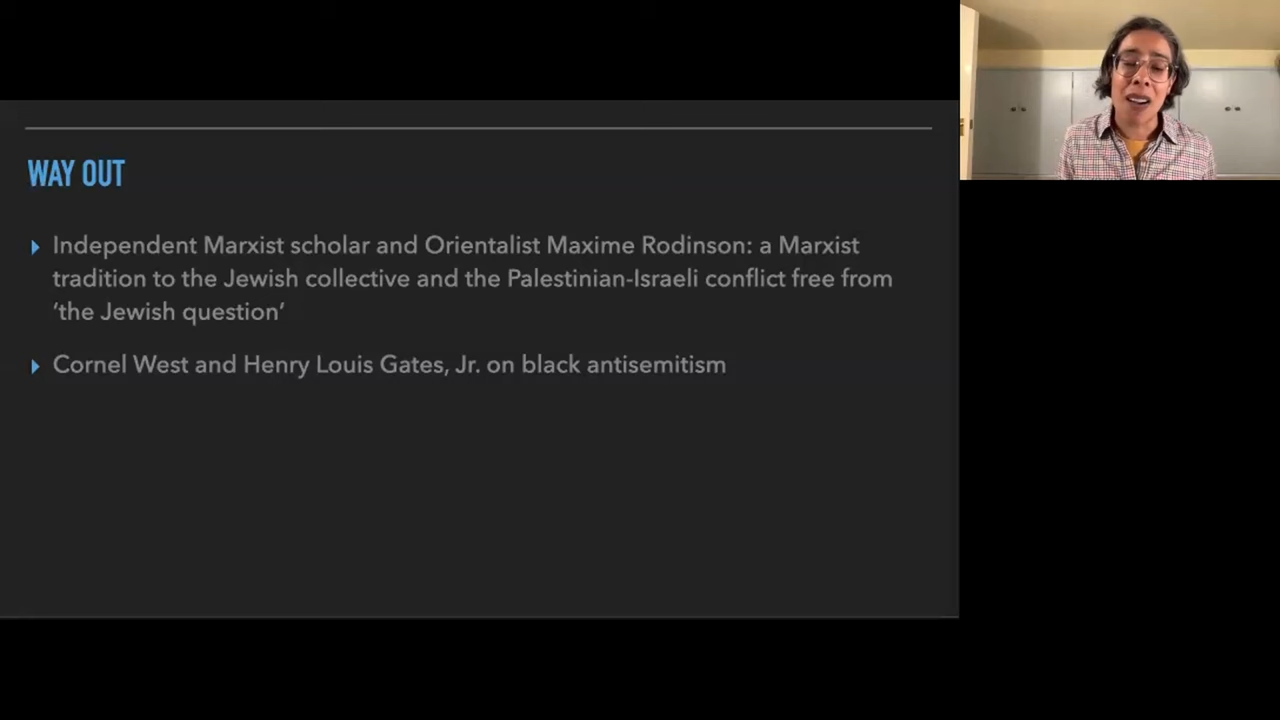 WAY OUT
Independent Marxist scholar and Orientalist Maxime Rodinson: a Marxist
tradition to the Jewish collective and the Palestinian-Israeli conflict free from
‘the Jewish question’
Cornel West and Henry Louis Gates, Jr. on black antisemitism